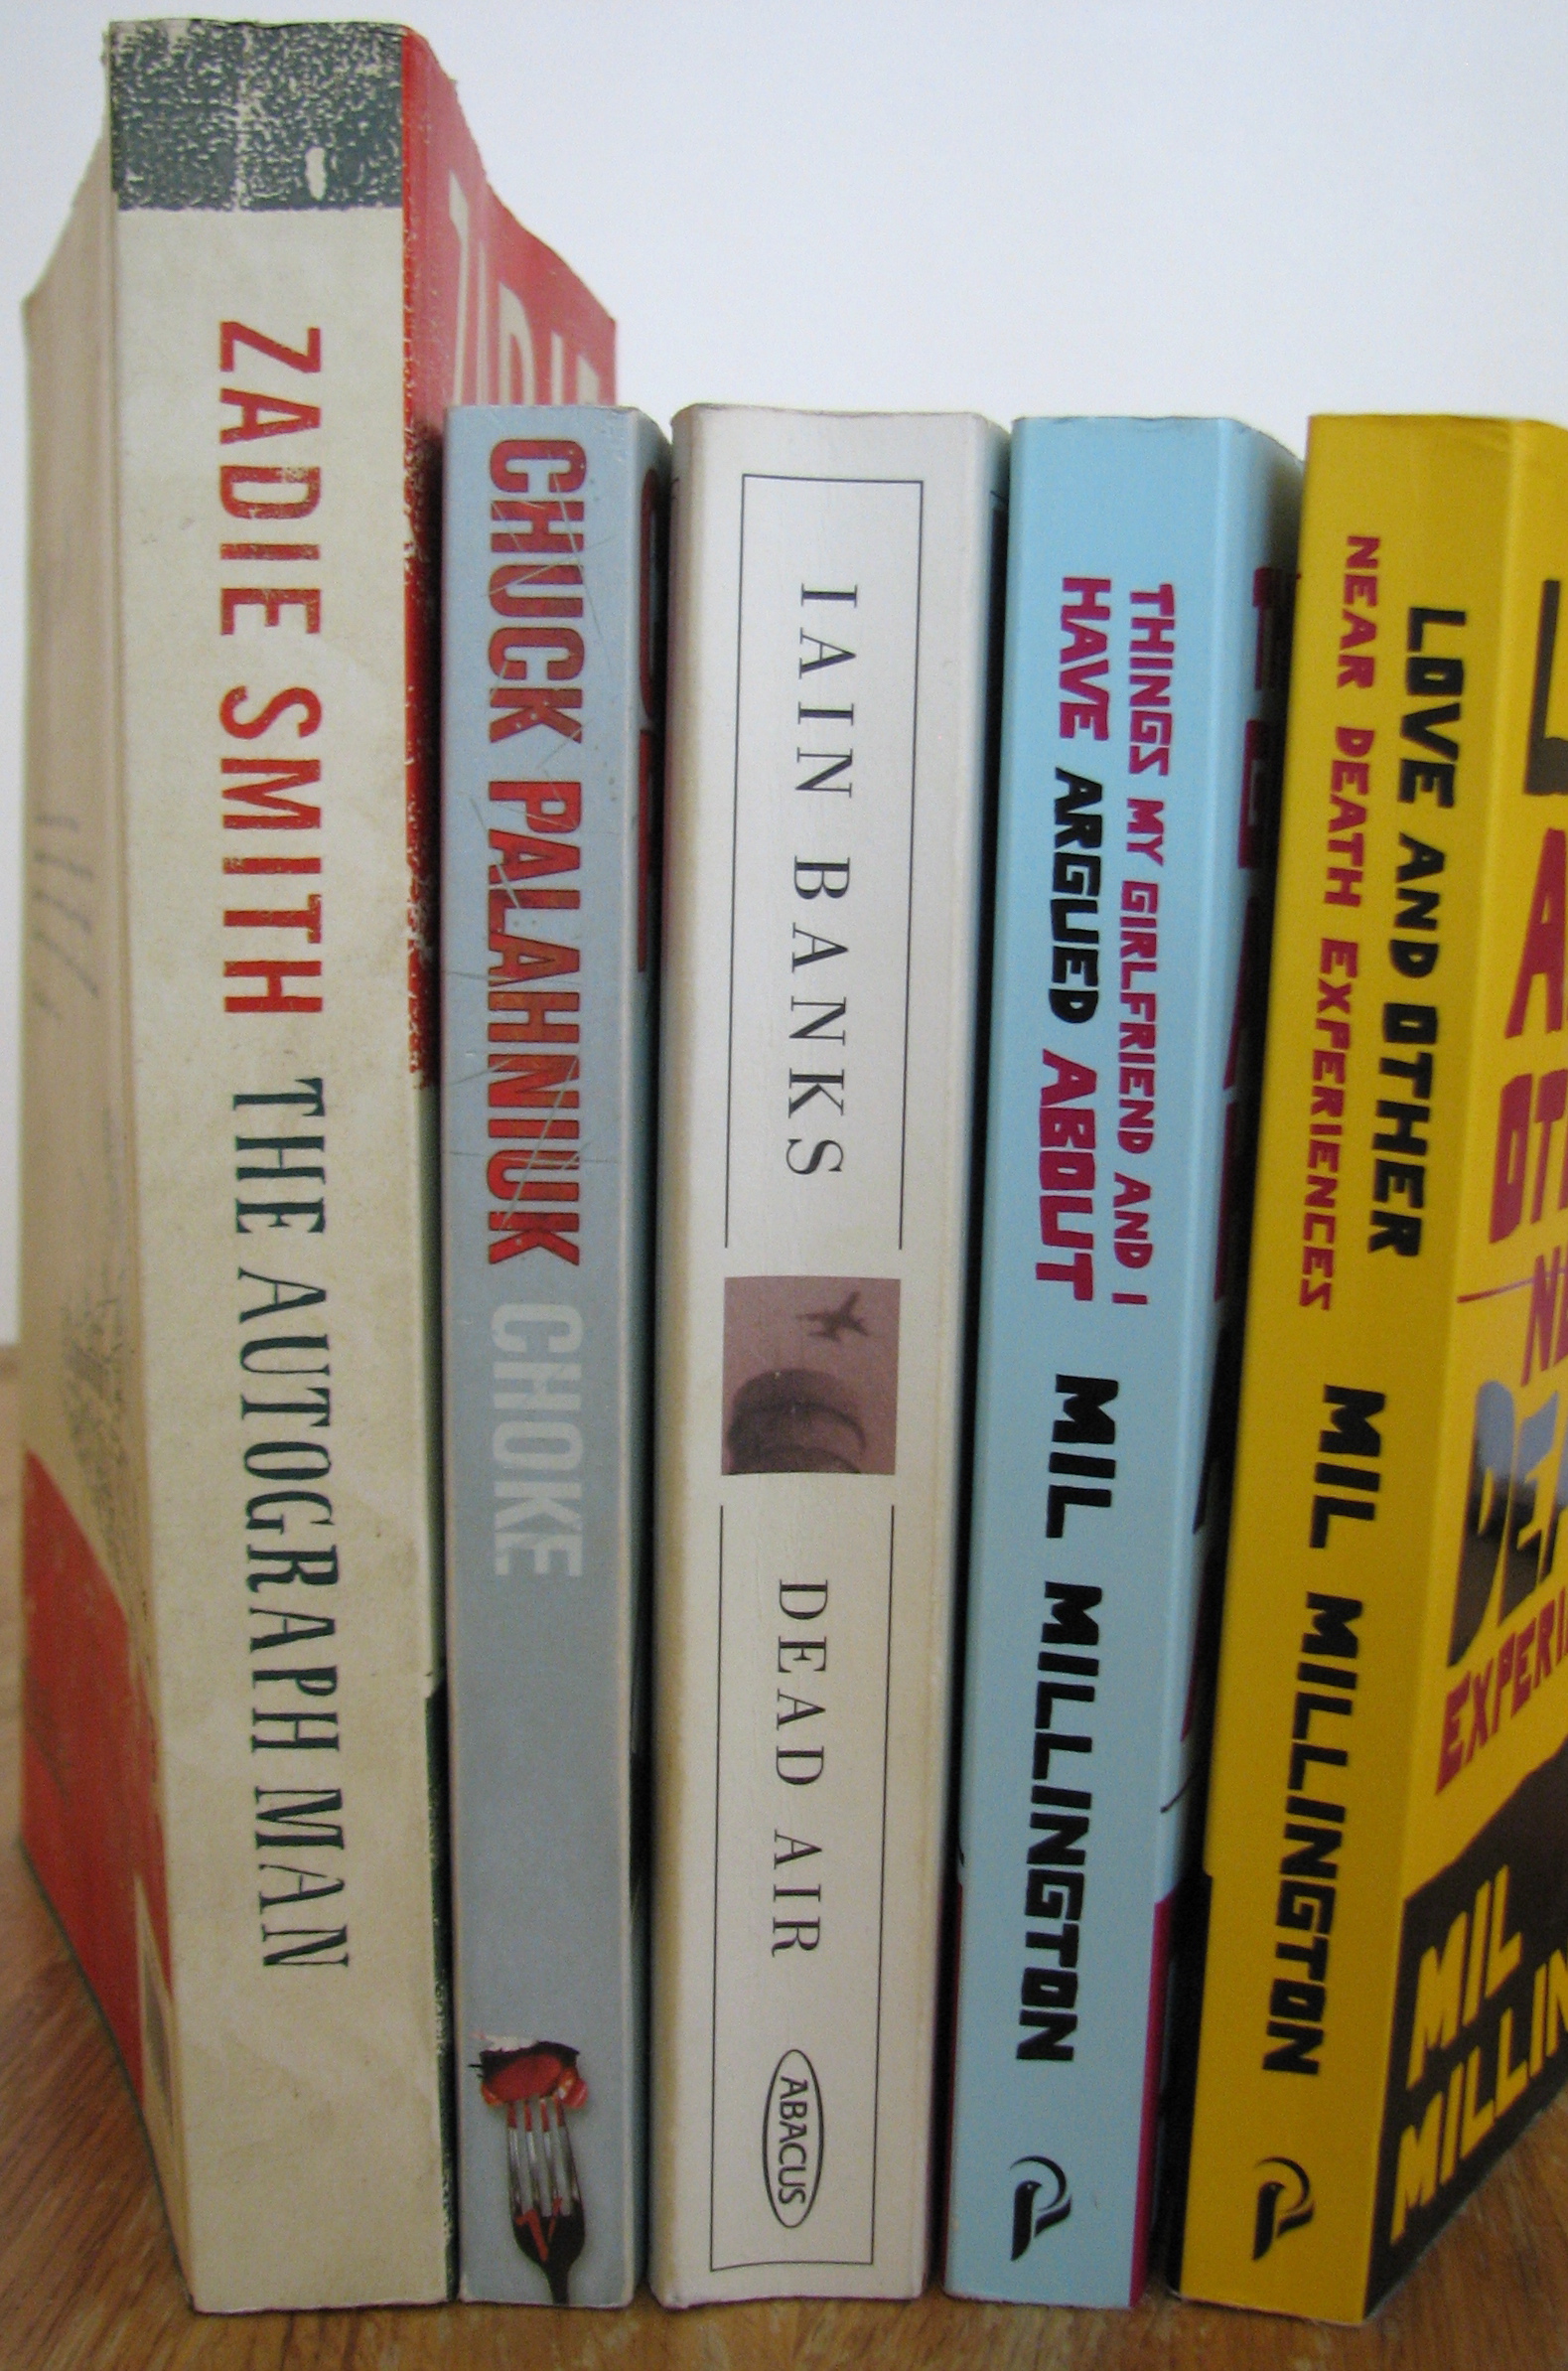 ZADIE SMITH THE AUTOGRAPH MAN
CHUCK PALAHNIUK CHOKE
IAIN BANKS
DEAD AIR
ABACUS
THINGS MY GIRLFRIEND AND I
HAVE ARGUED ABOUT
MIL MILLINGTON
LOVE AND OTHER
NEAR DEATH EXPERIENCES
MIL MILLINGTON
MIL